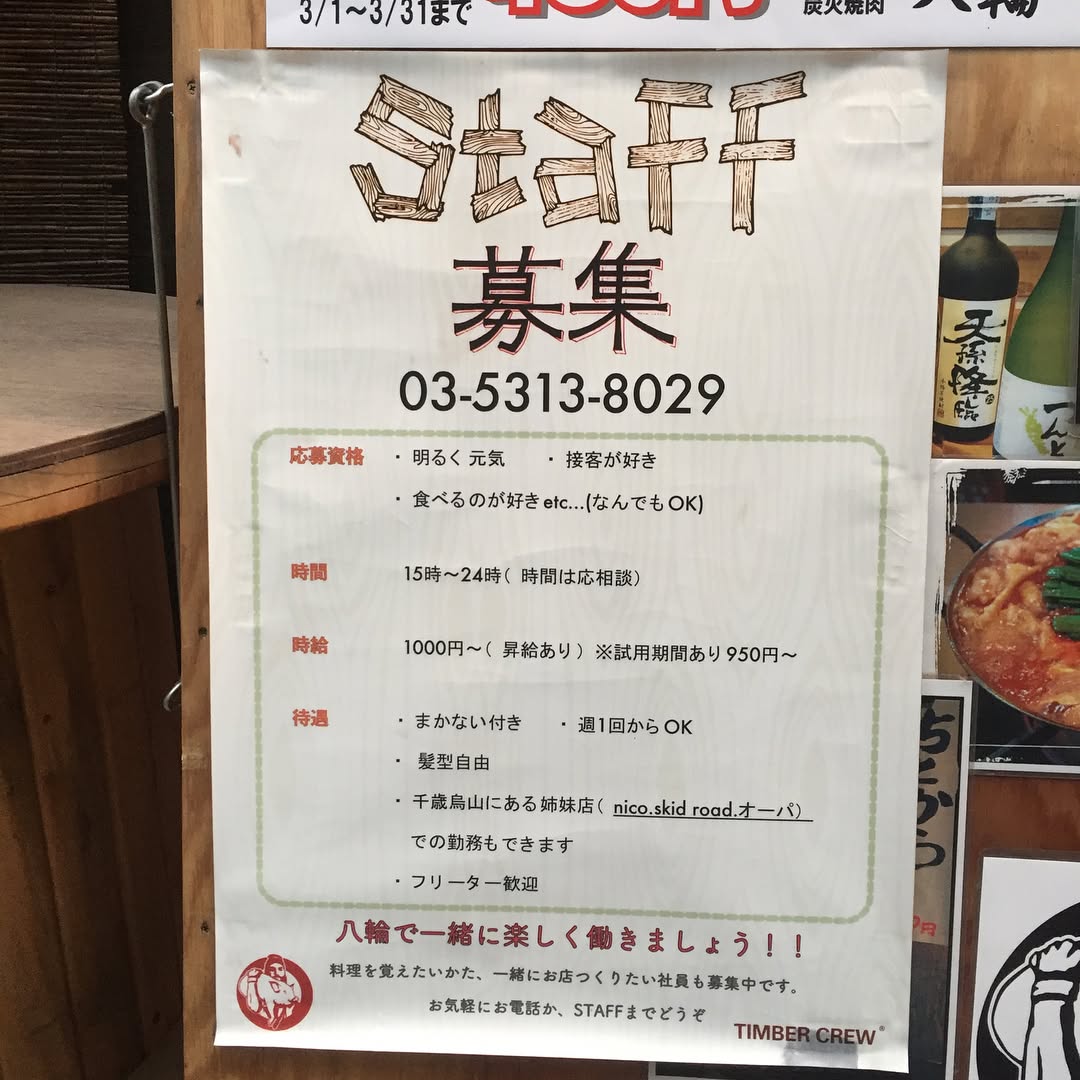 3/1〜3/31まで
炭火焼肉
Staff
募集
03-5313-8029
応募資格 ・ 明るく 元気 ・ 接客が好き
・ 食べるのが好き etc...(なんでも OK)
時間 15時〜24時( 時間は応相談)
時給 1000円〜( 昇給あり) ※試用期間あり 950円〜
待遇 ・ まかない付き ・ 週1回から OK
・ 髪型自由
・ 千歳烏山にある姉妹店( nico.skid road.オーパ)
での勤務もできます
・ フリーター歓迎
八輪で一緒に楽しく働きましょう!!
料理を覚えたいかた、一緒にお店つくりたい社員も募集中です。
お気軽にお電話か、STAFFまでどうぞ
TIMBER CREW®
天孫降臨